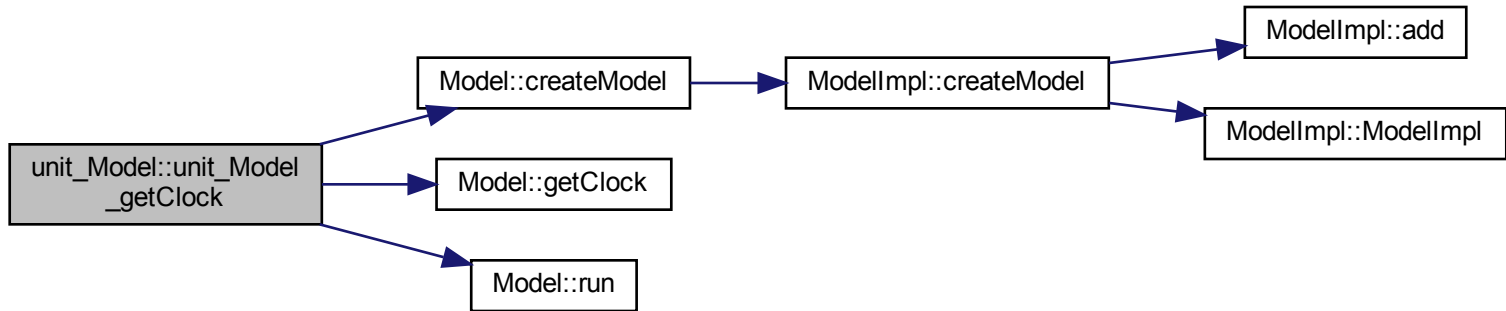 ModelImpl::add
Model::createModel
ModelImpl::createModel
ModelImpl::ModelImpl
unit_Model::unit_Model
_getClock
Model::getClock
Model::run